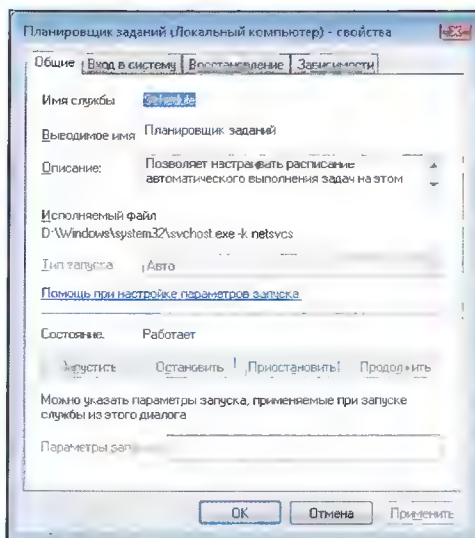 Планировщик заданий (Локальный компьютер) - свойства
Общие Вход в систему Восстановление Зависимости
Имя службы Schedule
Выводимое имя Планировщик заданий
Описание: Позволяет настраивать расписание
автоматического выполнения задач на этом
Исполняемый файл
D:\Windows\system32\svchost.exe -k netsvcs
Тип запуска Авто
Помощь при настройке параметров запуска
Состояние. Работает
Запустить Остановить Приостановить Продолжить
Можно указать параметры запуска, применяемые при запуске
службы из этого диалога
Параметры
OK Отмена Применить